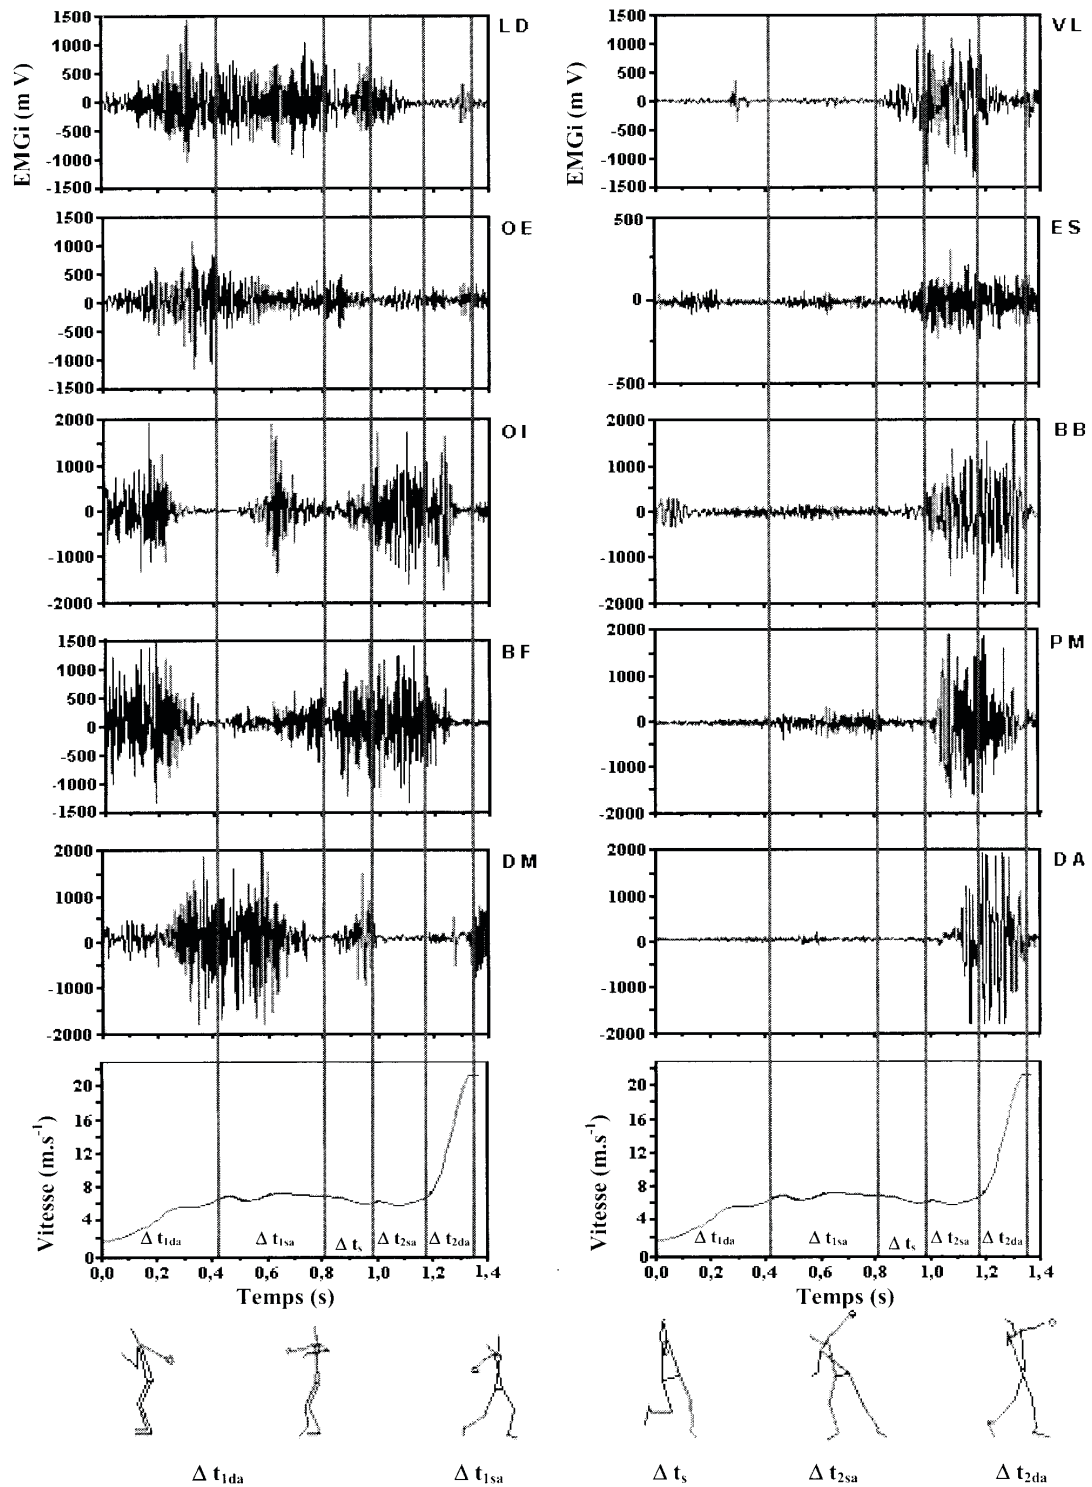 LD
EMGi (m V)
1500
1000
500
0
-500
-1000
-1500
OE
1500
1000
500
0
-500
-1000
-1500
OI
2000
1000
0
-1000
-2000
BF
1500
1000
500
0
-500
-1000
-1500
DM
2000
1000
0
-1000
-2000
Vitesse (m.s⁻¹)
20
16
12
8
4
0
Δ t1da
Δ t1sa
Δ ts
Δ t2sa
Δ t2da
0,0 0,2 0,4 0,6 0,8 1,0 1,2 1,4
Temps (s)
VL
EMGi (m V)
1500
1000
500
0
-500
-1000
-1500
ES
500
0
-500
BB
2000
1000
0
-1000
-2000
PM
2000
1000
0
-1000
-2000
DA
2000
1000
0
-1000
-2000
Vitesse (m.s⁻¹)
20
16
12
8
4
0
Δ t1da
Δ t1sa
Δ ts
Δ t2sa
Δ t2da
0,0 0,2 0,4 0,6 0,8 1,0 1,2 1,4
Temps (s)
Δ t1da
Δ t1sa
Δ ts
Δ t2sa
Δ t2da